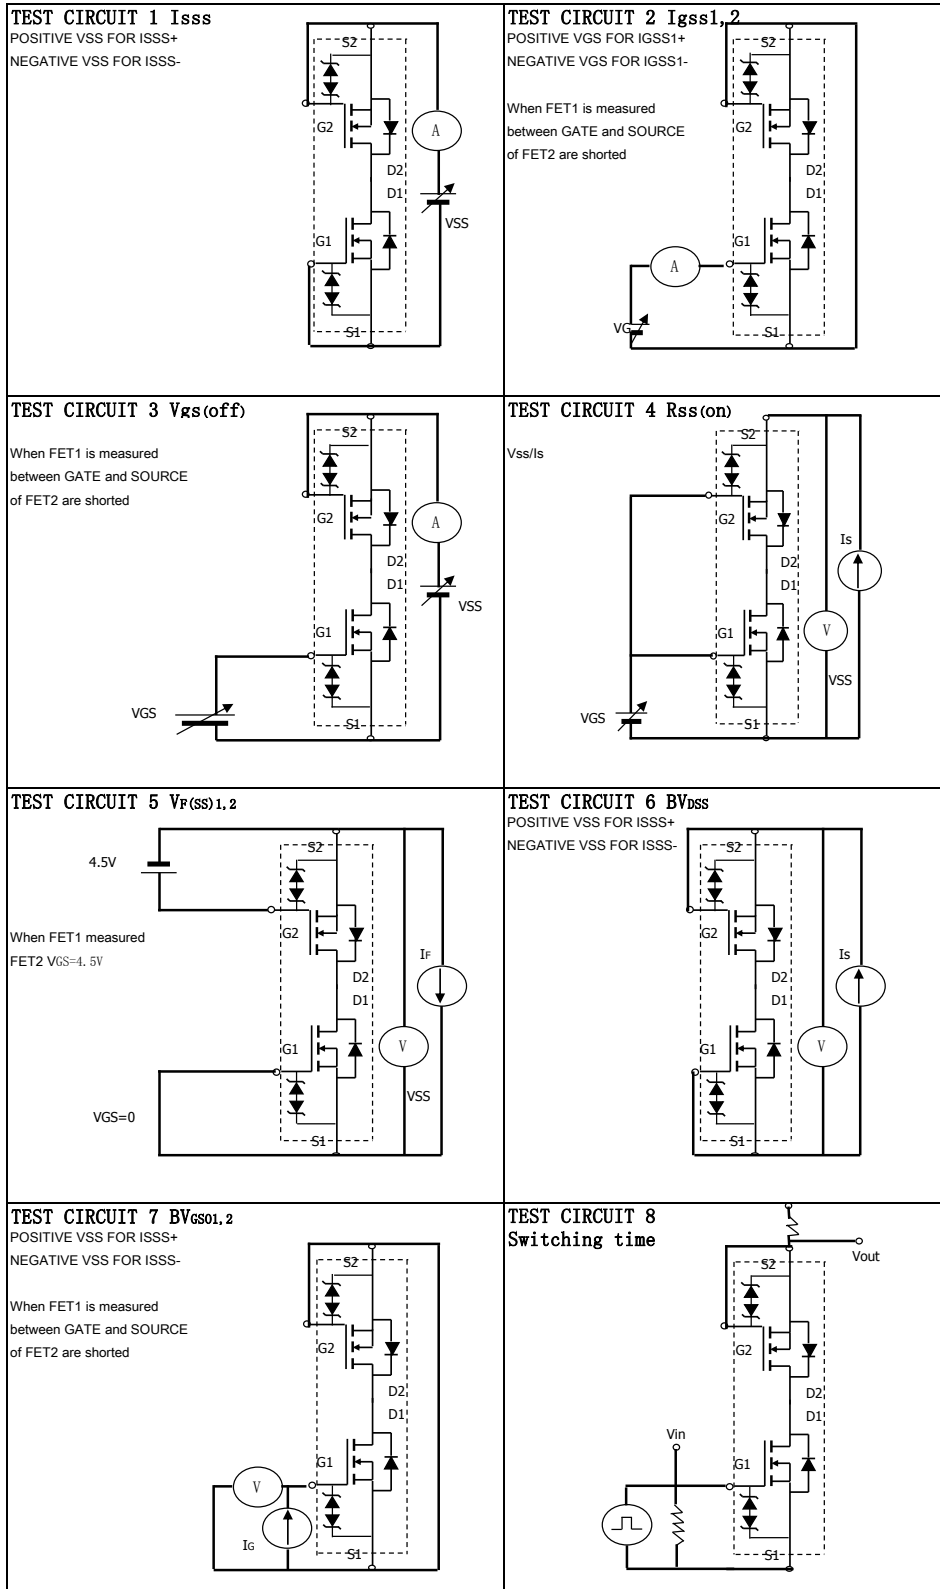 TEST CIRCUIT 1 Isss
POSITIVE VSS FOR ISSS+
NEGATIVE VSS FOR ISSS-
S2
G2
A
D2
D1
VSS
G1
S1
TEST CIRCUIT 2 Igss1,2
POSITIVE VGS FOR IGSS1+
NEGATIVE VGS FOR IGSS1-
When FET1 is measured
between GATE and SOURCE
of FET2 are shorted
S2
G2
D2
D1
G1
A
VG
S1
TEST CIRCUIT 3 Vgs(off)
When FET1 is measured
between GATE and SOURCE
of FET2 are shorted
S2
G2
A
D2
D1
VSS
G1
VGS
S1
TEST CIRCUIT 4 Rss(on)
Vss/Is
S2
G2
Is
D2
D1
G1
V
VSS
VGS
S1
TEST CIRCUIT 5 VF(SS)1,2
4.5V
When FET1 measured
FET2 VGS=4.5V
S2
G2
IF
D2
D1
G1
V
VSS
VGS=0
S1
TEST CIRCUIT 6 BVDSS
POSITIVE VSS FOR ISSS+
NEGATIVE VSS FOR ISSS-
S2
G2
Is
D2
D1
G1
V
S1
TEST CIRCUIT 7 BVGSO1,2
POSITIVE VSS FOR ISSS+
NEGATIVE VSS FOR ISSS-
When FET1 is measured
between GATE and SOURCE
of FET2 are shorted
S2
G2
D2
D1
G1
V
IG
S1
TEST CIRCUIT 8
Switching time
Vout
S2
G2
D2
D1
Vin
G1
S1